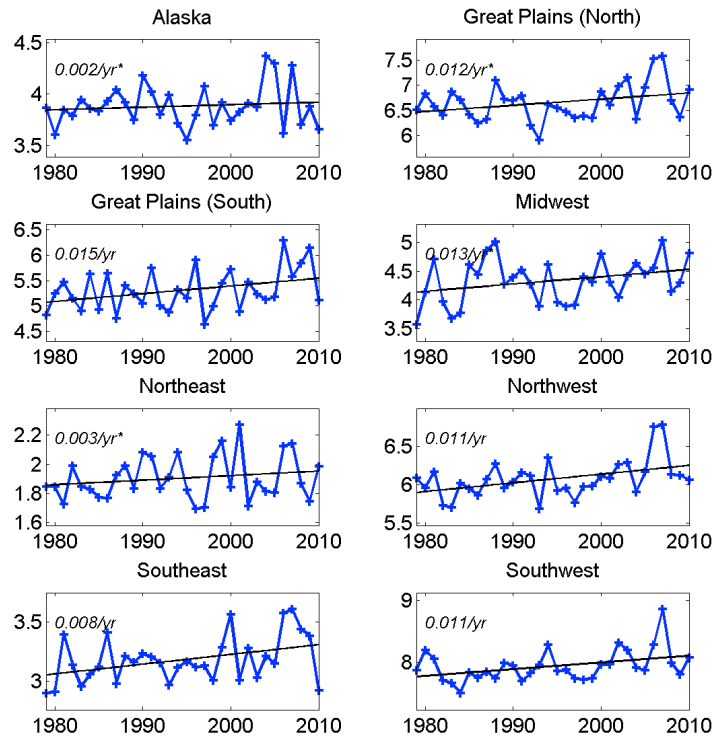 Alaska
4.5
4
3.5
0.002/yr*
1980 1990 2000 2010
Great Plains (North)
7.5
7
6.5
6
0.012/yr*
1980 1990 2000 2010
Great Plains (South)
6.5
6
5.5
5
4.5
0.015/yr
1980 1990 2000 2010
Midwest
5
4.5
4
3.5
0.013/yr*
1980 1990 2000 2010
Northeast
2.2
2
1.8
1.6
0.003/yr*
1980 1990 2000 2010
Northwest
6.5
6
5.5
0.011/yr
1980 1990 2000 2010
Southeast
3.5
3
0.008/yr
1980 1990 2000 2010
Southwest
9
8
7
0.011/yr
1980 1990 2000 2010